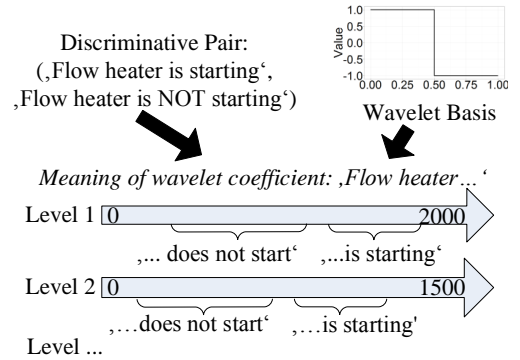 Discriminative Pair:
(‚Flow heater is starting‘,
‚Flow heater is NOT starting‘)
Value
1.0
0.5
0.0
-0.5
-1.0
0.00 0.25 0.50 0.75 1.00
Wavelet Basis
Meaning of wavelet coefficient: ‚Flow heater...‘
Level 1 0 2000
‚... does not start‘ ‚...is starting‘
Level 2 0 1500
‚...does not start‘ ‚...is starting'
Level ...